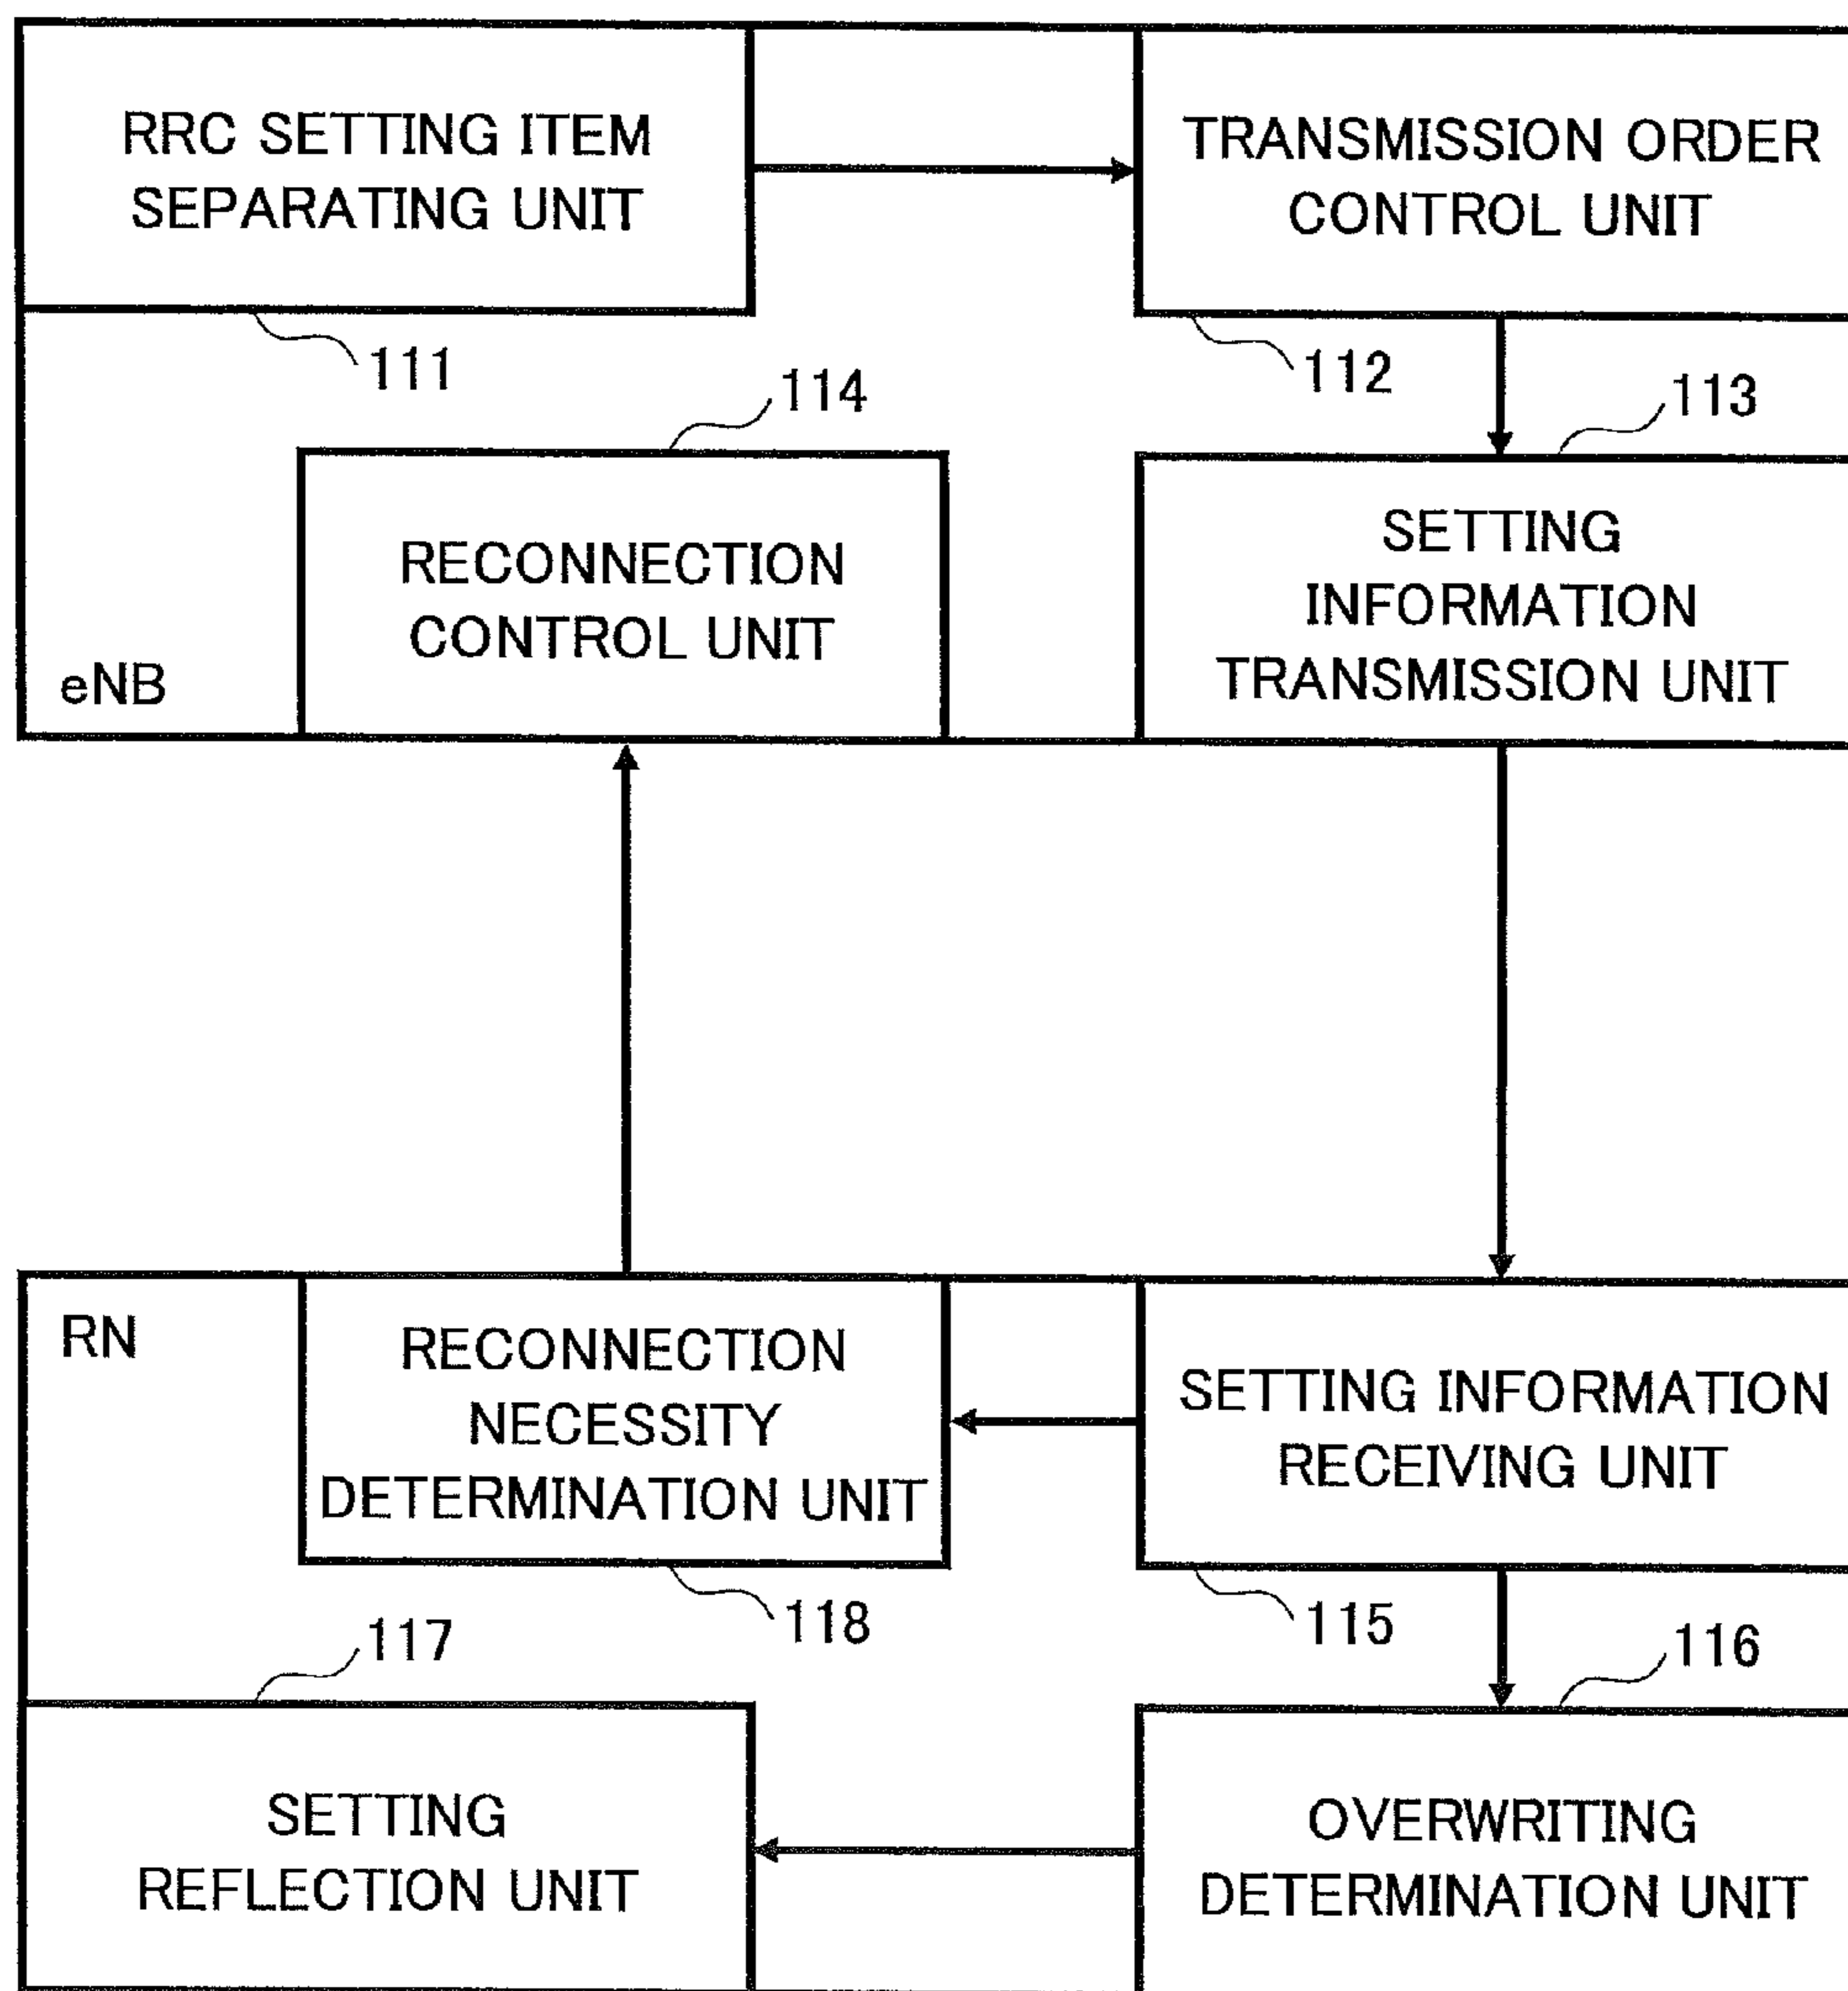 RRC SETTING ITEM
SEPARATING UNIT
TRANSMISSION ORDER
CONTROL UNIT
111
112
114
113
RECONNECTION
CONTROL UNIT
SETTING
INFORMATION
TRANSMISSION UNIT
eNB
RN
RECONNECTION
NECESSITY
DETERMINATION UNIT
SETTING INFORMATION
RECEIVING UNIT
118
115
117
116
SETTING
REFLECTION UNIT
OVERWRITING
DETERMINATION UNIT